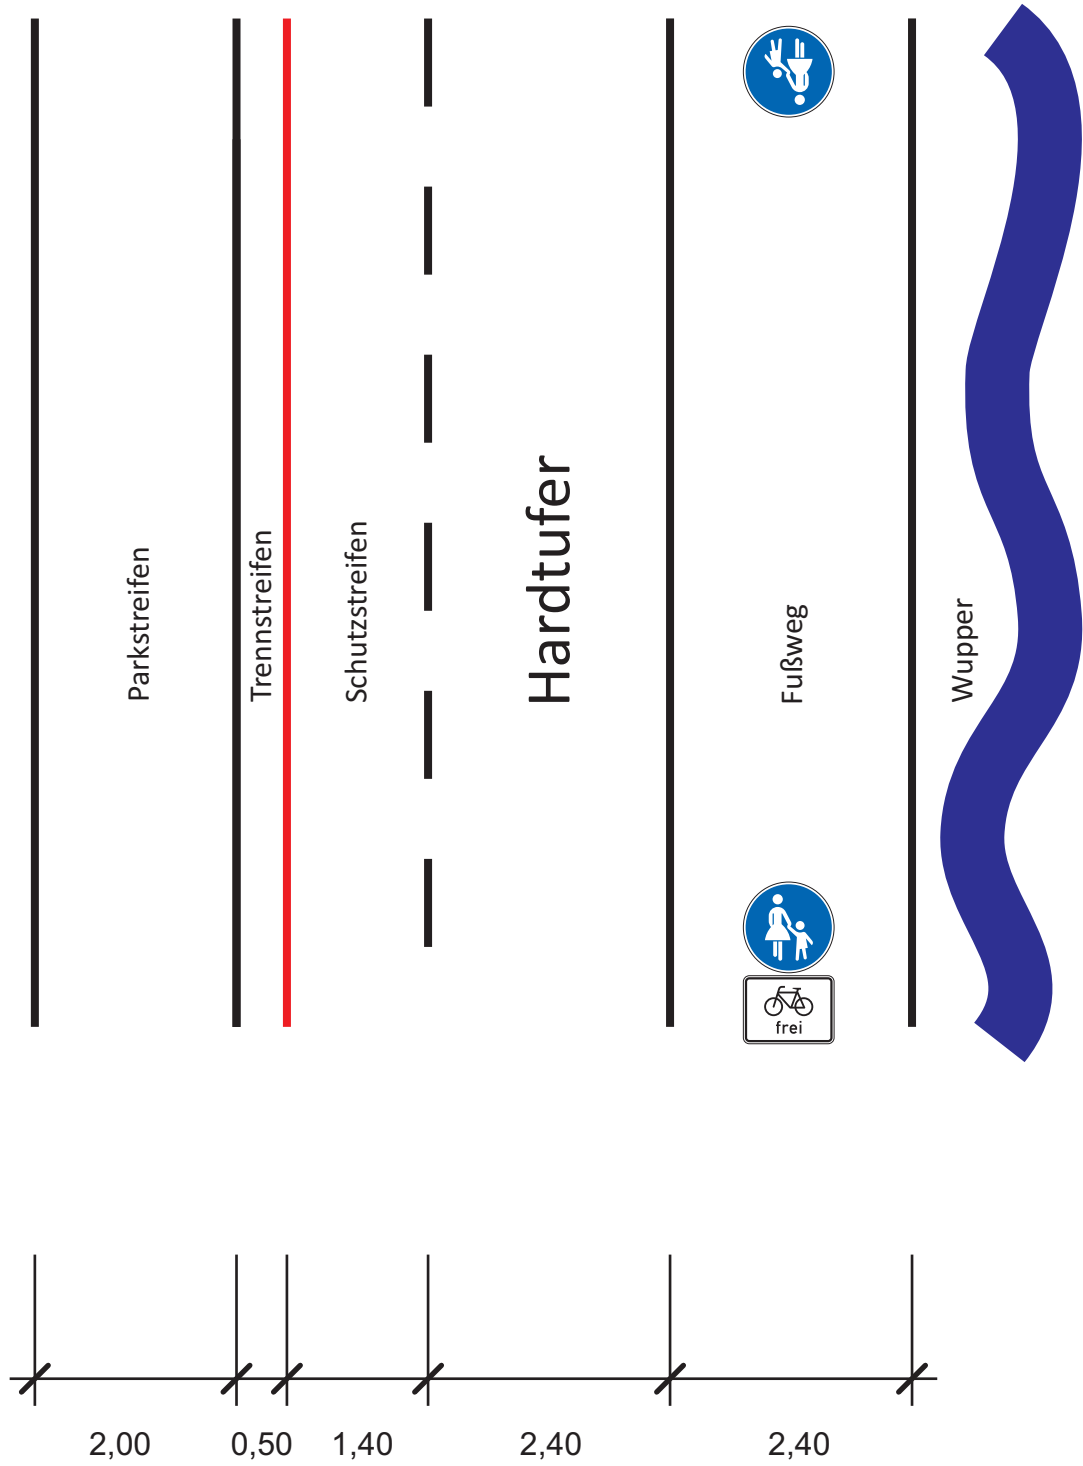 Parkstreifen
Trennstreifen
Schutzstreifen
Hardtufer
Fußweg
Wupper
frei
2,00
0,50
1,40
2,40
2,40